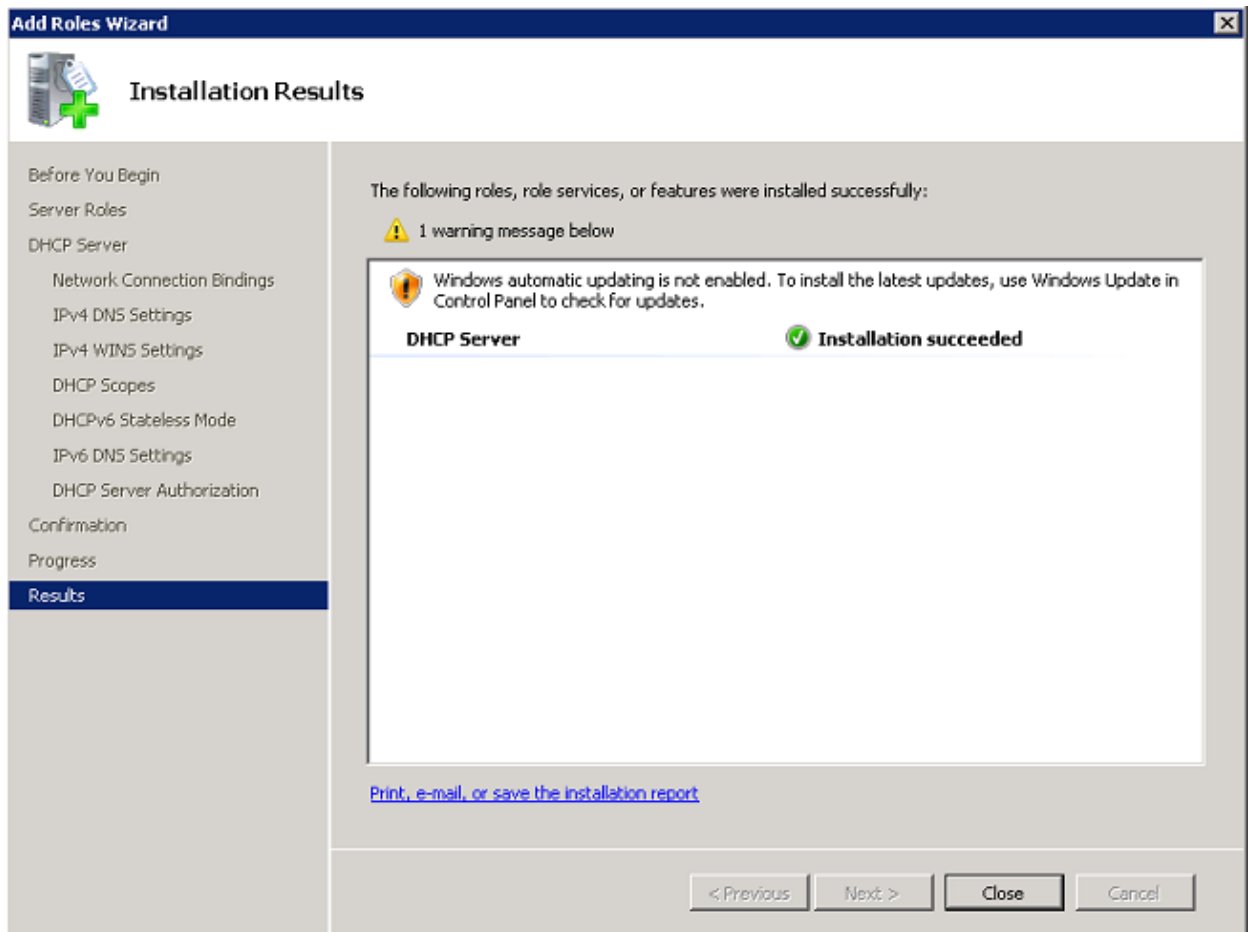 Add Roles Wizard
Installation Results
Before You Begin
Server Roles
DHCP Server
Network Connection Bindings
IPv4 DNS Settings
IPv4 WINS Settings
DHCP Scopes
DHCPv6 Stateless Mode
IPv6 DNS Settings
DHCP Server Authorization
Confirmation
Progress
Results
The following roles, role services, or features were installed successfully:
1 warning message below
Windows automatic updating is not enabled. To install the latest updates, use Windows Update in
Control Panel to check for updates.
DHCP Server Installation succeeded
Print, e-mail, or save the installation report
< Previous Next > Close Cancel